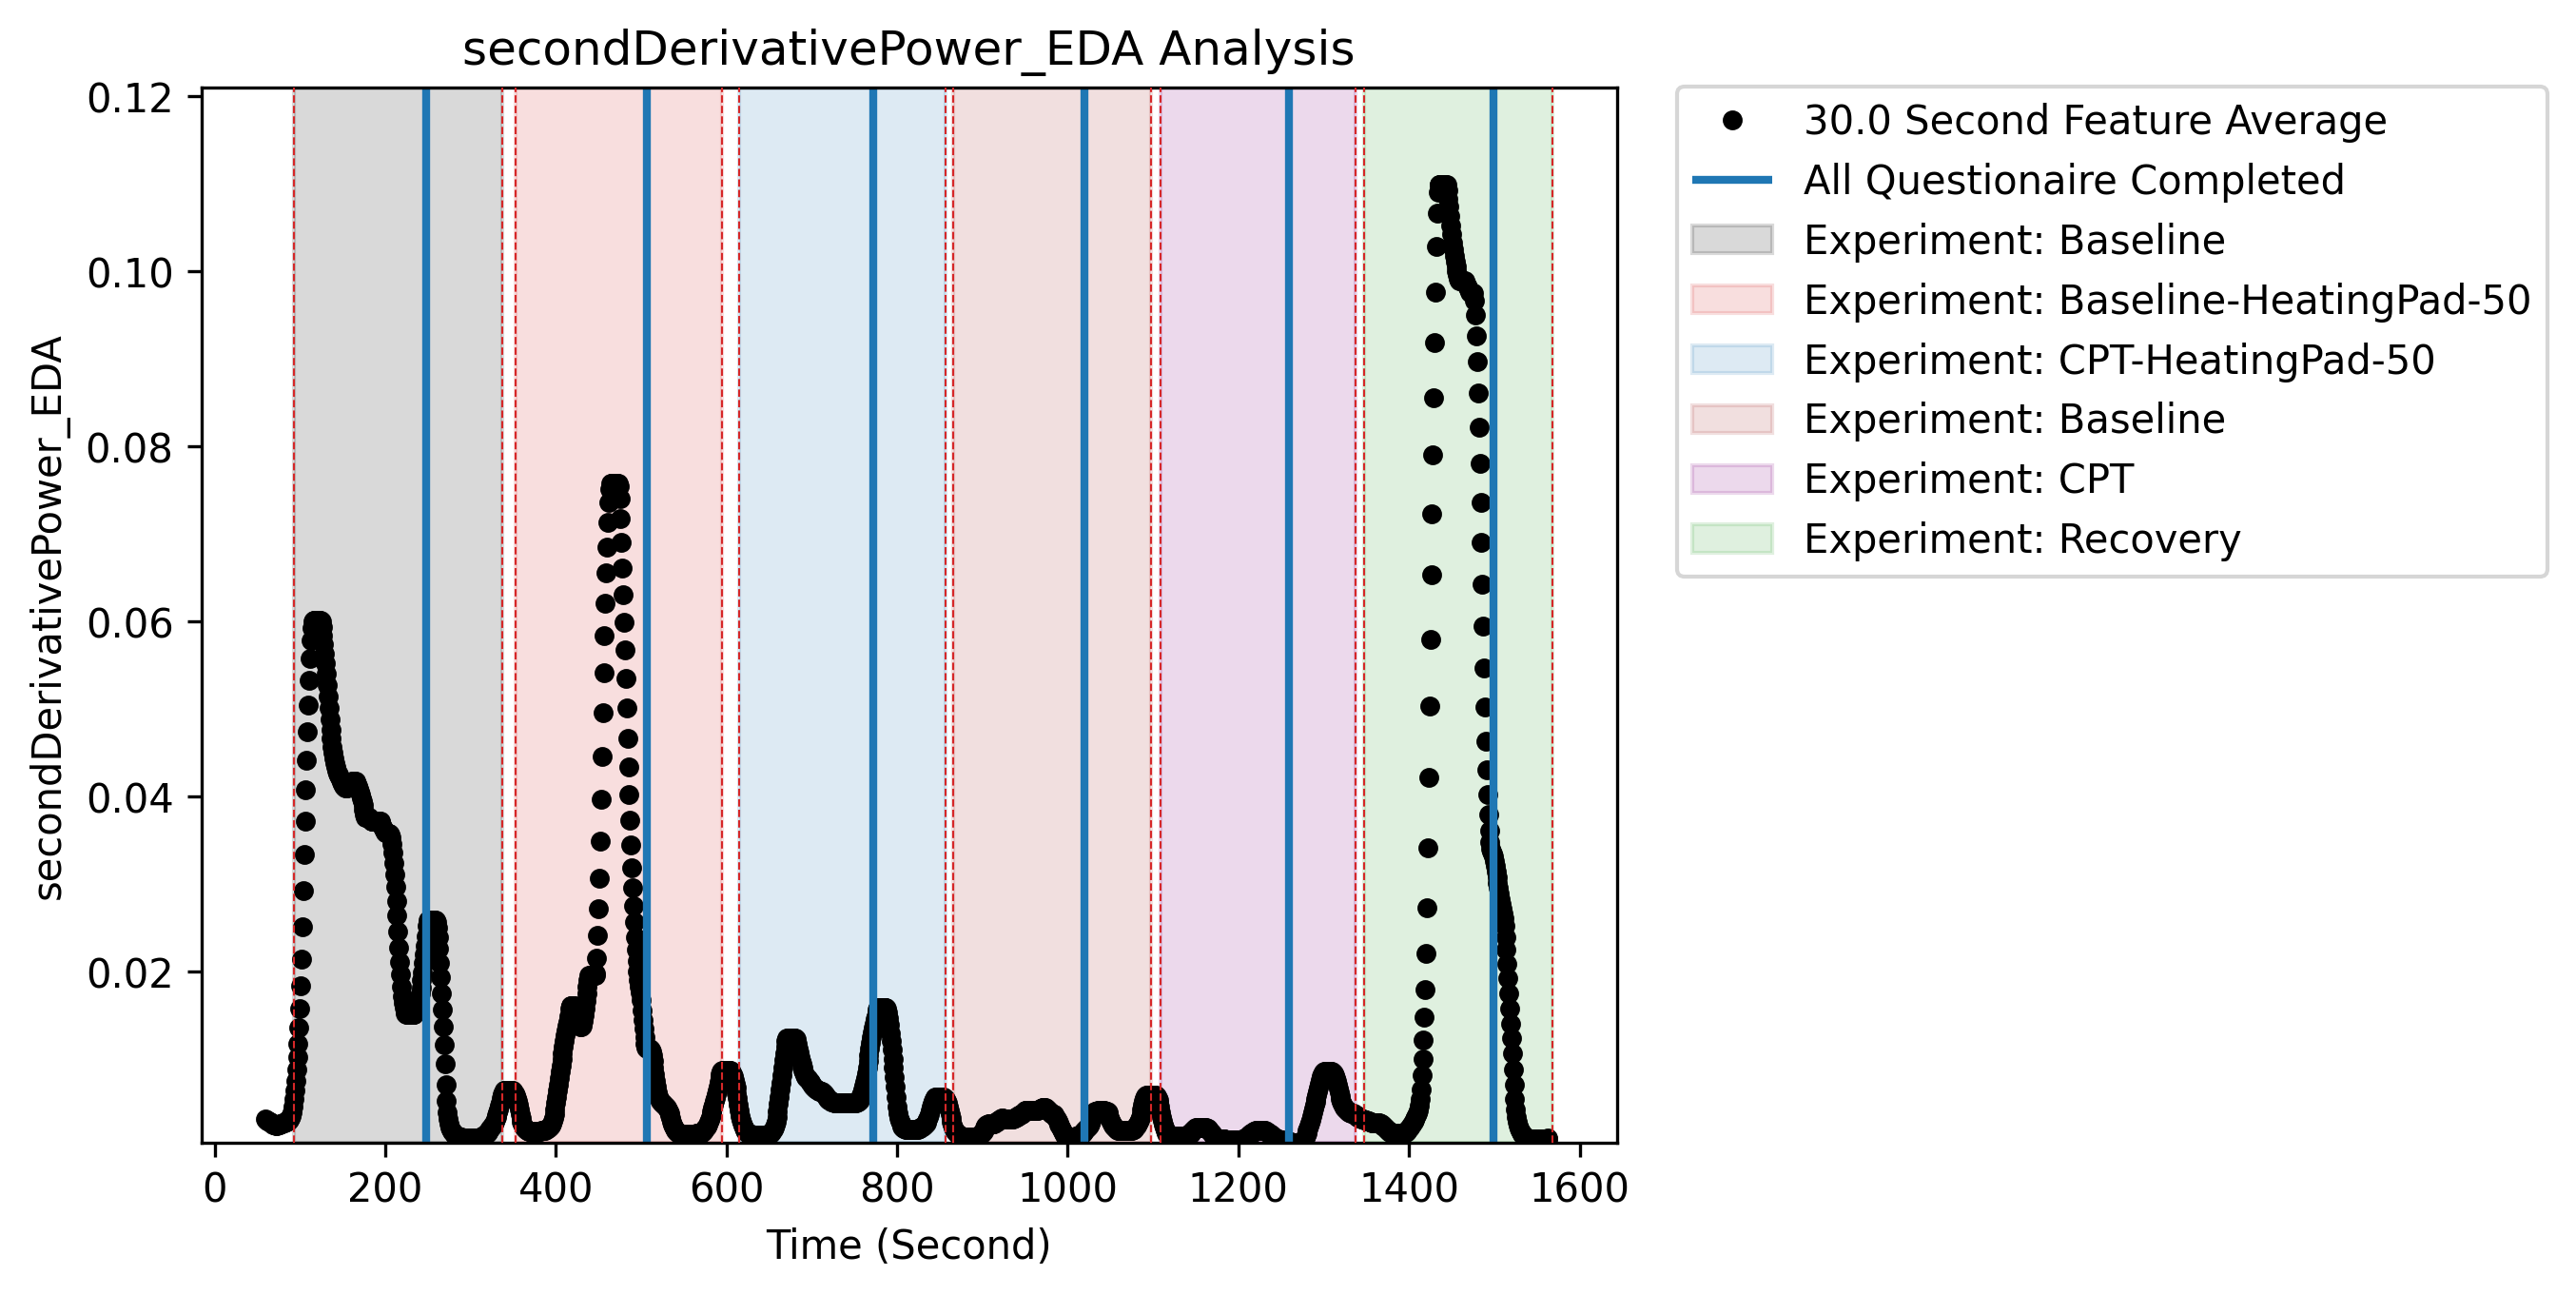 secondDerivativePower_EDA Analysis
secondDerivativePower_EDA
0.12
0.10
0.08
0.06
0.04
0.02
0 200 400 600 800 1000 1200 1400 1600
Time (Second)
30.0 Second Feature Average
All Questionaire Completed
Experiment: Baseline
Experiment: Baseline-HeatingPad-50
Experiment: CPT-HeatingPad-50
Experiment: Baseline
Experiment: CPT
Experiment: Recovery